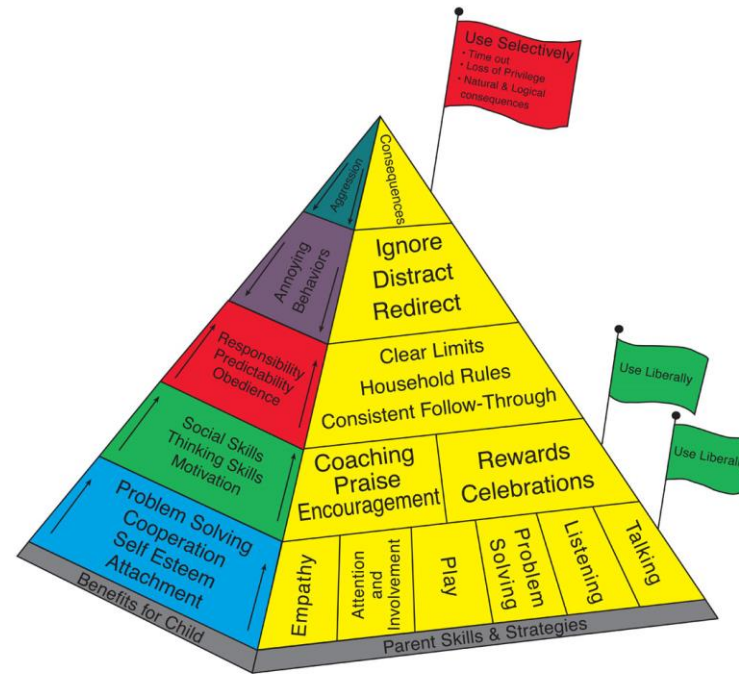 Use Selectively
• Time out
• Loss of Privilege
• Natural & Logical
consequences
Aggression
Consequences
Annoying
Behaviors
Ignore
Distract
Redirect
Responsibility
Predictability
Obedience
Clear Limits
Household Rules
Consistent Follow-Through
Use Liberally
Social Skills
Thinking Skills
Motivation
Coaching
Praise
Encouragement
Rewards
Celebrations
Use Liberally
Problem Solving
Cooperation
Self Esteem
Attachment
Empathy
Attention
and
Involvement
Play
Problem
Solving
Listening
Talking
Benefits for Child
Parent Skills & Strategies